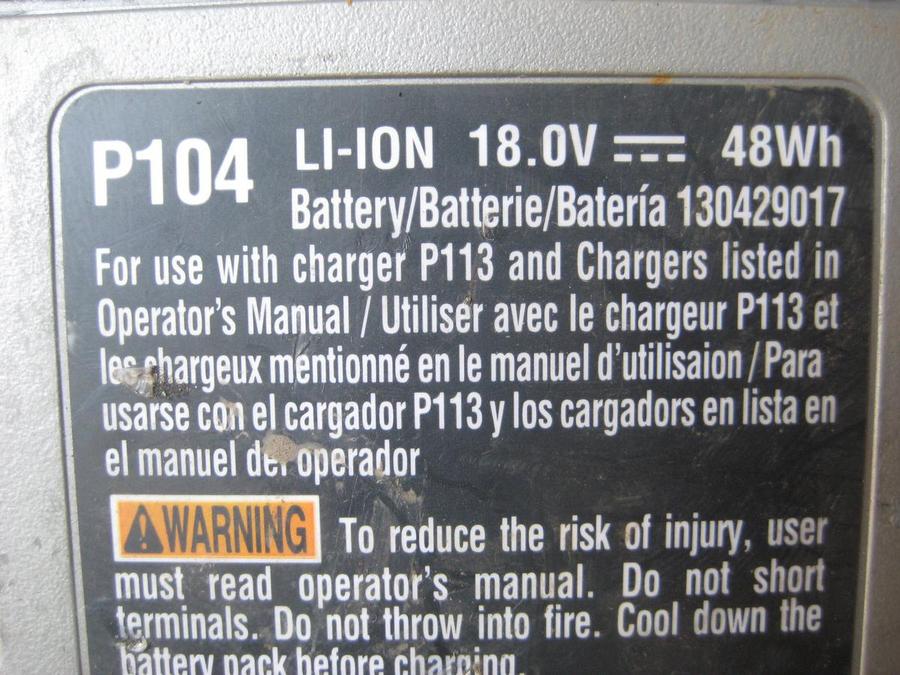 P104 LI-ION 18.0V 48Wh
Battery/Batterie/Batería 130429017
For use with charger P113 and Chargers listed in
Operator's Manual / Utiliser avec le chargeur P113 et
les chargeux mentionné en le manuel d'utilisaion / Para
usarse con el cargador P113 y los cargadors en lista en
el manuel del operador
WARNING To reduce the risk of injury, user
must read operator's manual. Do not short
terminals. Do not throw into fire. Cool down the
battery pack before charging.